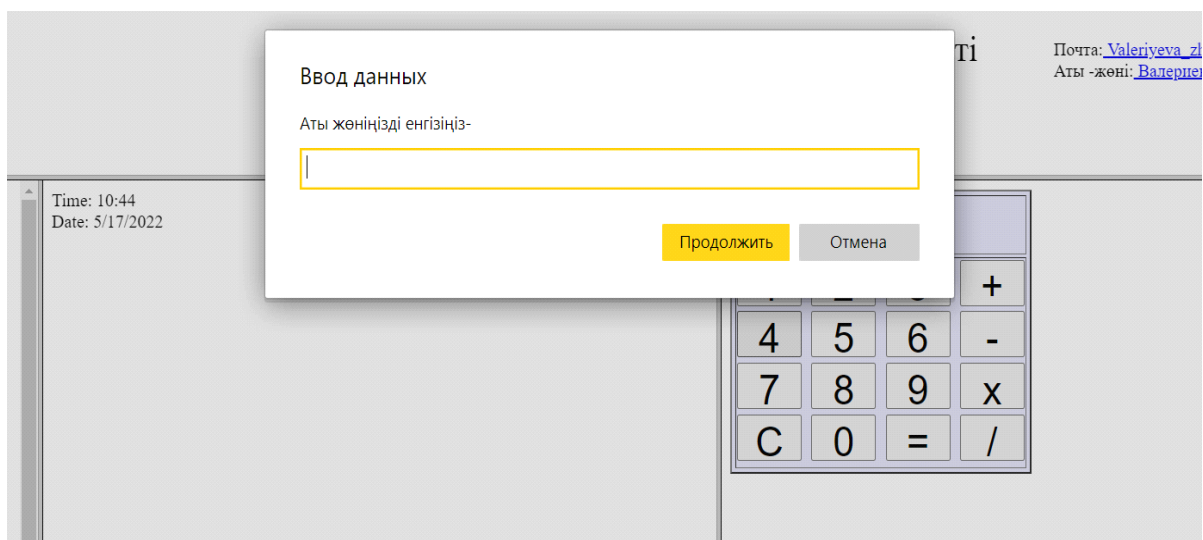 ті
Почта: Valeriyeva_zh
Аты -жөні: Валерие
Ввод данных
Аты жөніңізді енгізіңіз-
Продолжить Отмена
Time: 10:44
Date: 5/17/2022
+
4 5 6 -
7 8 9 x
C 0 = /